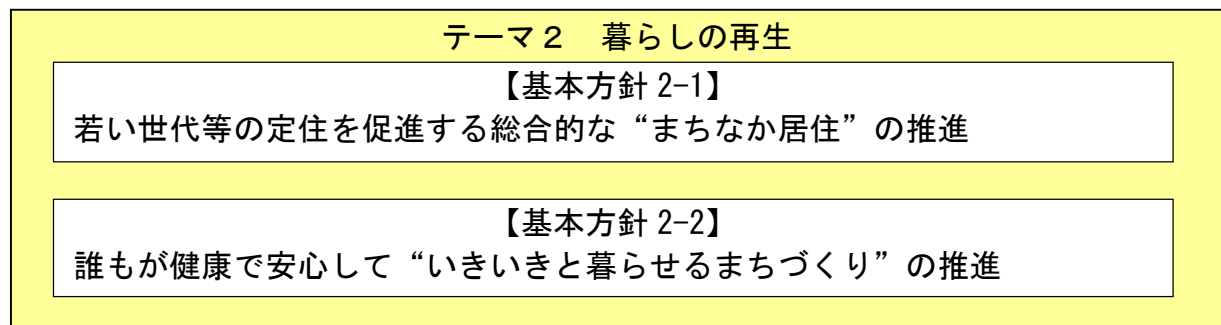 テーマ２　暮らしの再生
【基本方針 2-1】
若い世代等の定住を促進する総合的な“まちなか居住”の推進
【基本方針 2-2】
誰もが健康で安心して“いきいきと暮らせるまちづくり”の推進